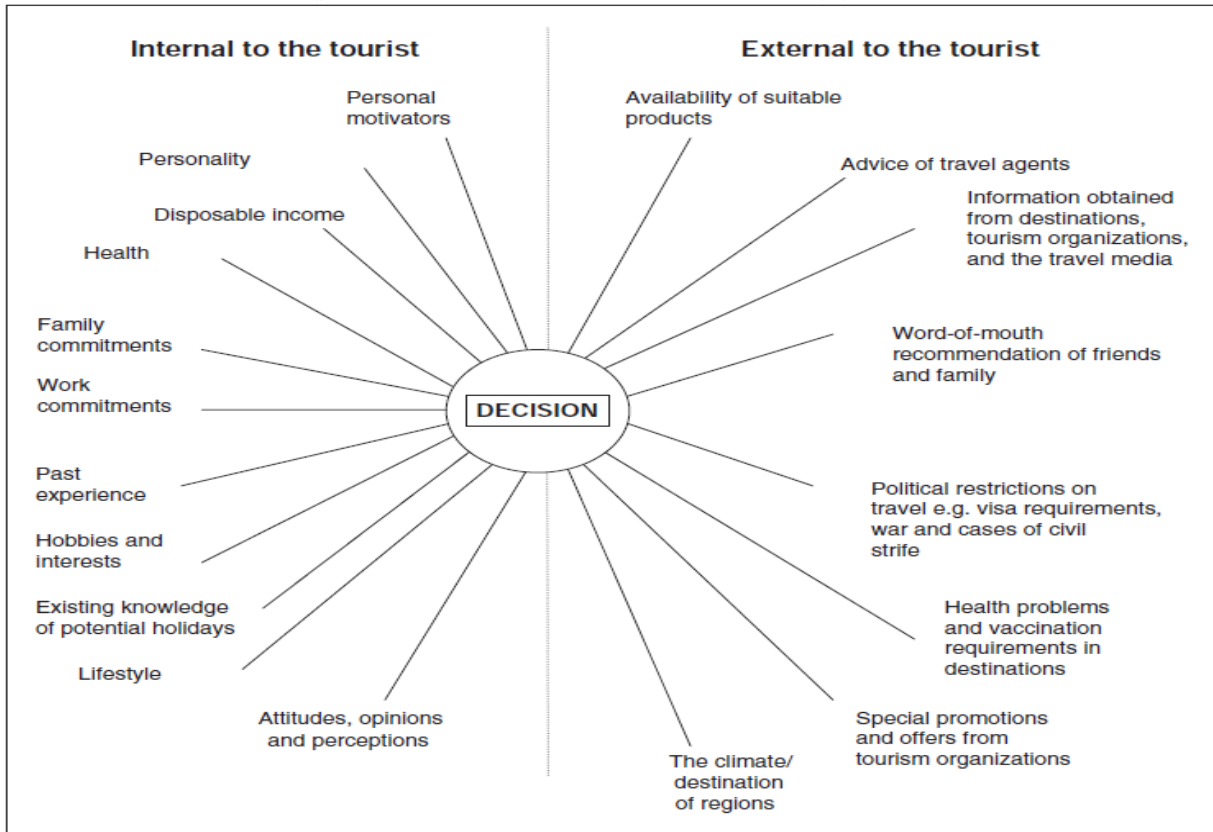 Internal to the tourist
External to the tourist
Personal
motivators
Personality
Disposable income
Health
Family
commitments
Work
commitments
Past
experience
Hobbies and
interests
Existing knowledge
of potential holidays
Lifestyle
Attitudes, opinions
and perceptions
DECISION
Availability of suitable
products
Advice of travel agents
Information obtained
from destinations,
tourism organizations,
and the travel media
Word-of-mouth
recommendation of friends
and family
Political restrictions on
travel e.g. visa requirements,
war and cases of civil
strife
Health problems
and vaccination
requirements in
destinations
Special promotions
and offers from
tourism organizations
The climate/
destination
of regions